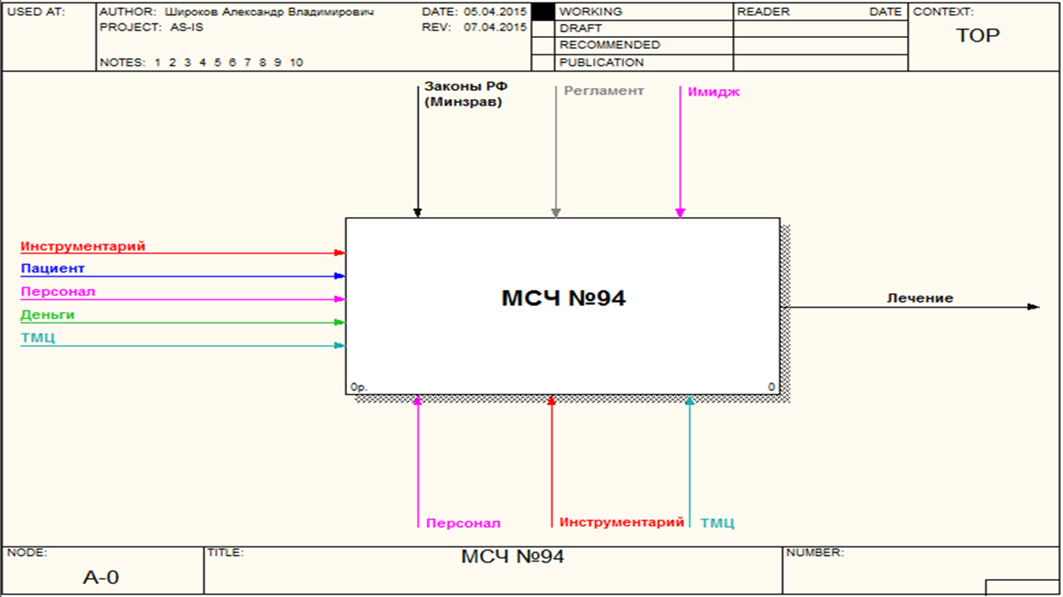 USED AT:
AUTHOR: Широков Александр Владимирович
DATE: 05.04.2015
WORKING
READER DATE
CONTEXT:
PROJECT: AS-IS
REV: 07.04.2015
DRAFT
TOP
RECOMMENDED
NOTES: 1 2 3 4 5 6 7 8 9 10
PUBLICATION
Законы РФ
(Минзрав)
Регламент
Имидж
Инструментарий
Пациент
Персонал
Деньги
ТМЦ
МСЧ №94
Лечение
0р.
0
Персонал
Инструментарий
ТМЦ
NODE:
A-0
TITLE:
МСЧ №94
NUMBER: